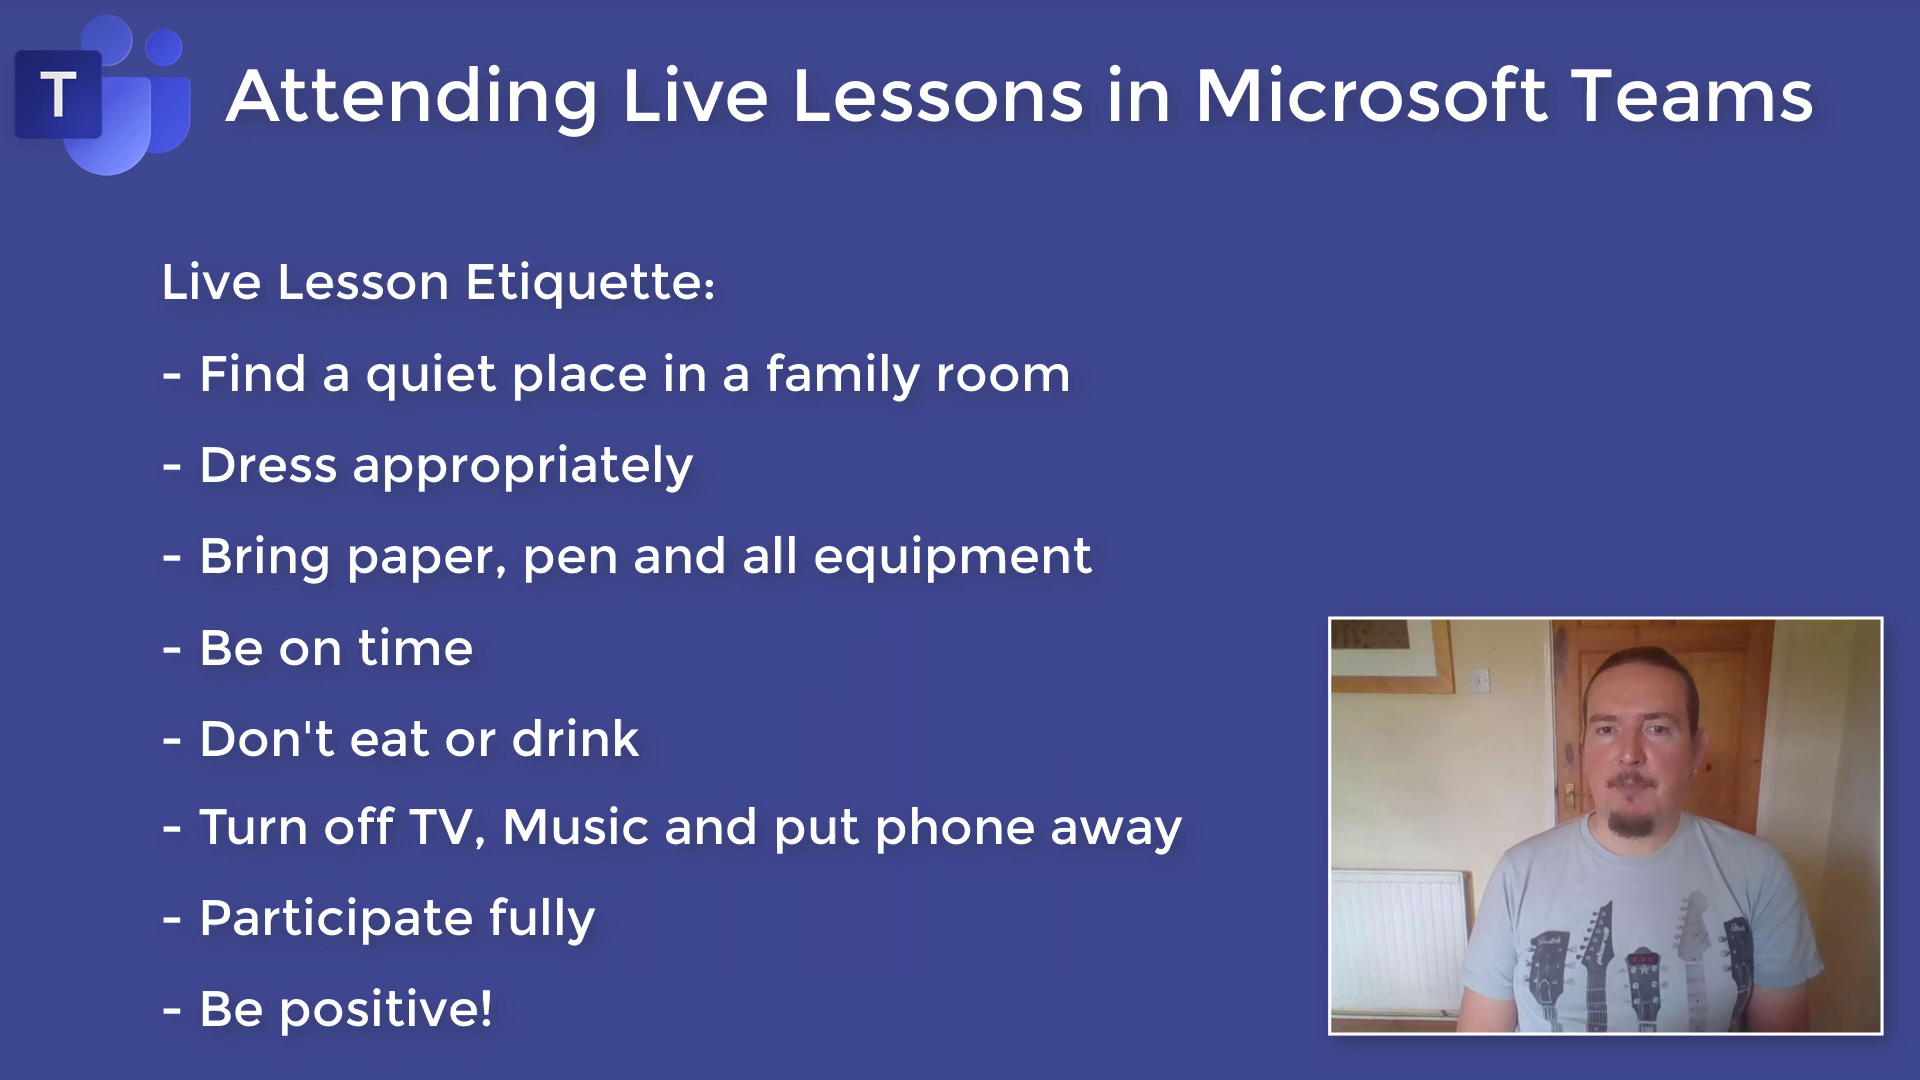 T
Attending Live Lessons in Microsoft Teams
Live Lesson Etiquette:
- Find a quiet place in a family room
- Dress appropriately
- Bring paper, pen and all equipment
- Be on time
- Don't eat or drink
- Turn off TV, Music and put phone away
- Participate fully
- Be positive!